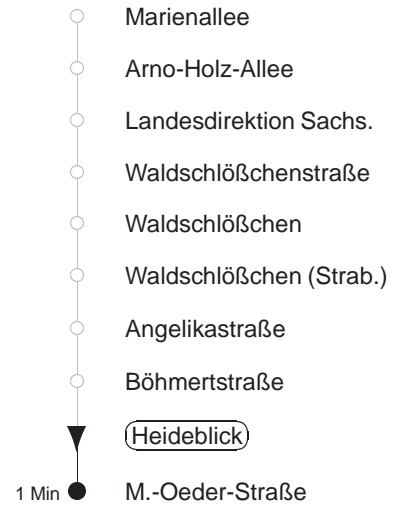 Marienallee
Arno-Holz-Allee
Landesdirektion Sachs.
Waldschlößchenstraße
Waldschlößchen
Waldschlößchen (Strab.)
Angelikastraße
Böhmertstraße
Heideblick
1 Min M.-Oeder-Straße